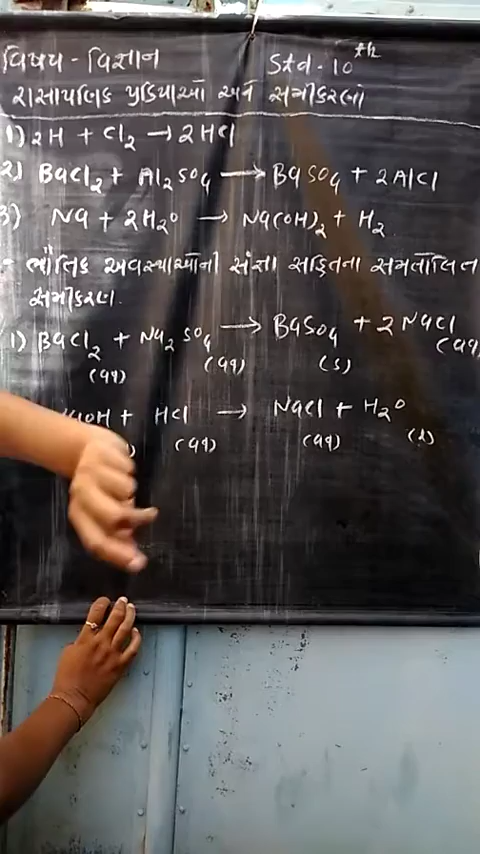 વિષય - વિજ્ઞાન Std - 10th
રાસાયણિક પ્રક્રિયાઓ અને સમીકરણો
1) 2H + Cl2 → 2HCl
2) BaCl2 + Al2SO4 → BaSO4 + 2AlCl
3) Na + 2H2O → Na(OH)2 + H2
- ભૌતિક અવસ્થાઓની સંજ્ઞા સહિતના સમતોલિત
સમીકરણ.
1) BaCl2 + Na2SO4 → BaSO4 + 2NaCl
(aq) (aq) (s) (aq)
OH + HCl → NaCl + H2O
(aq) (aq) (l)